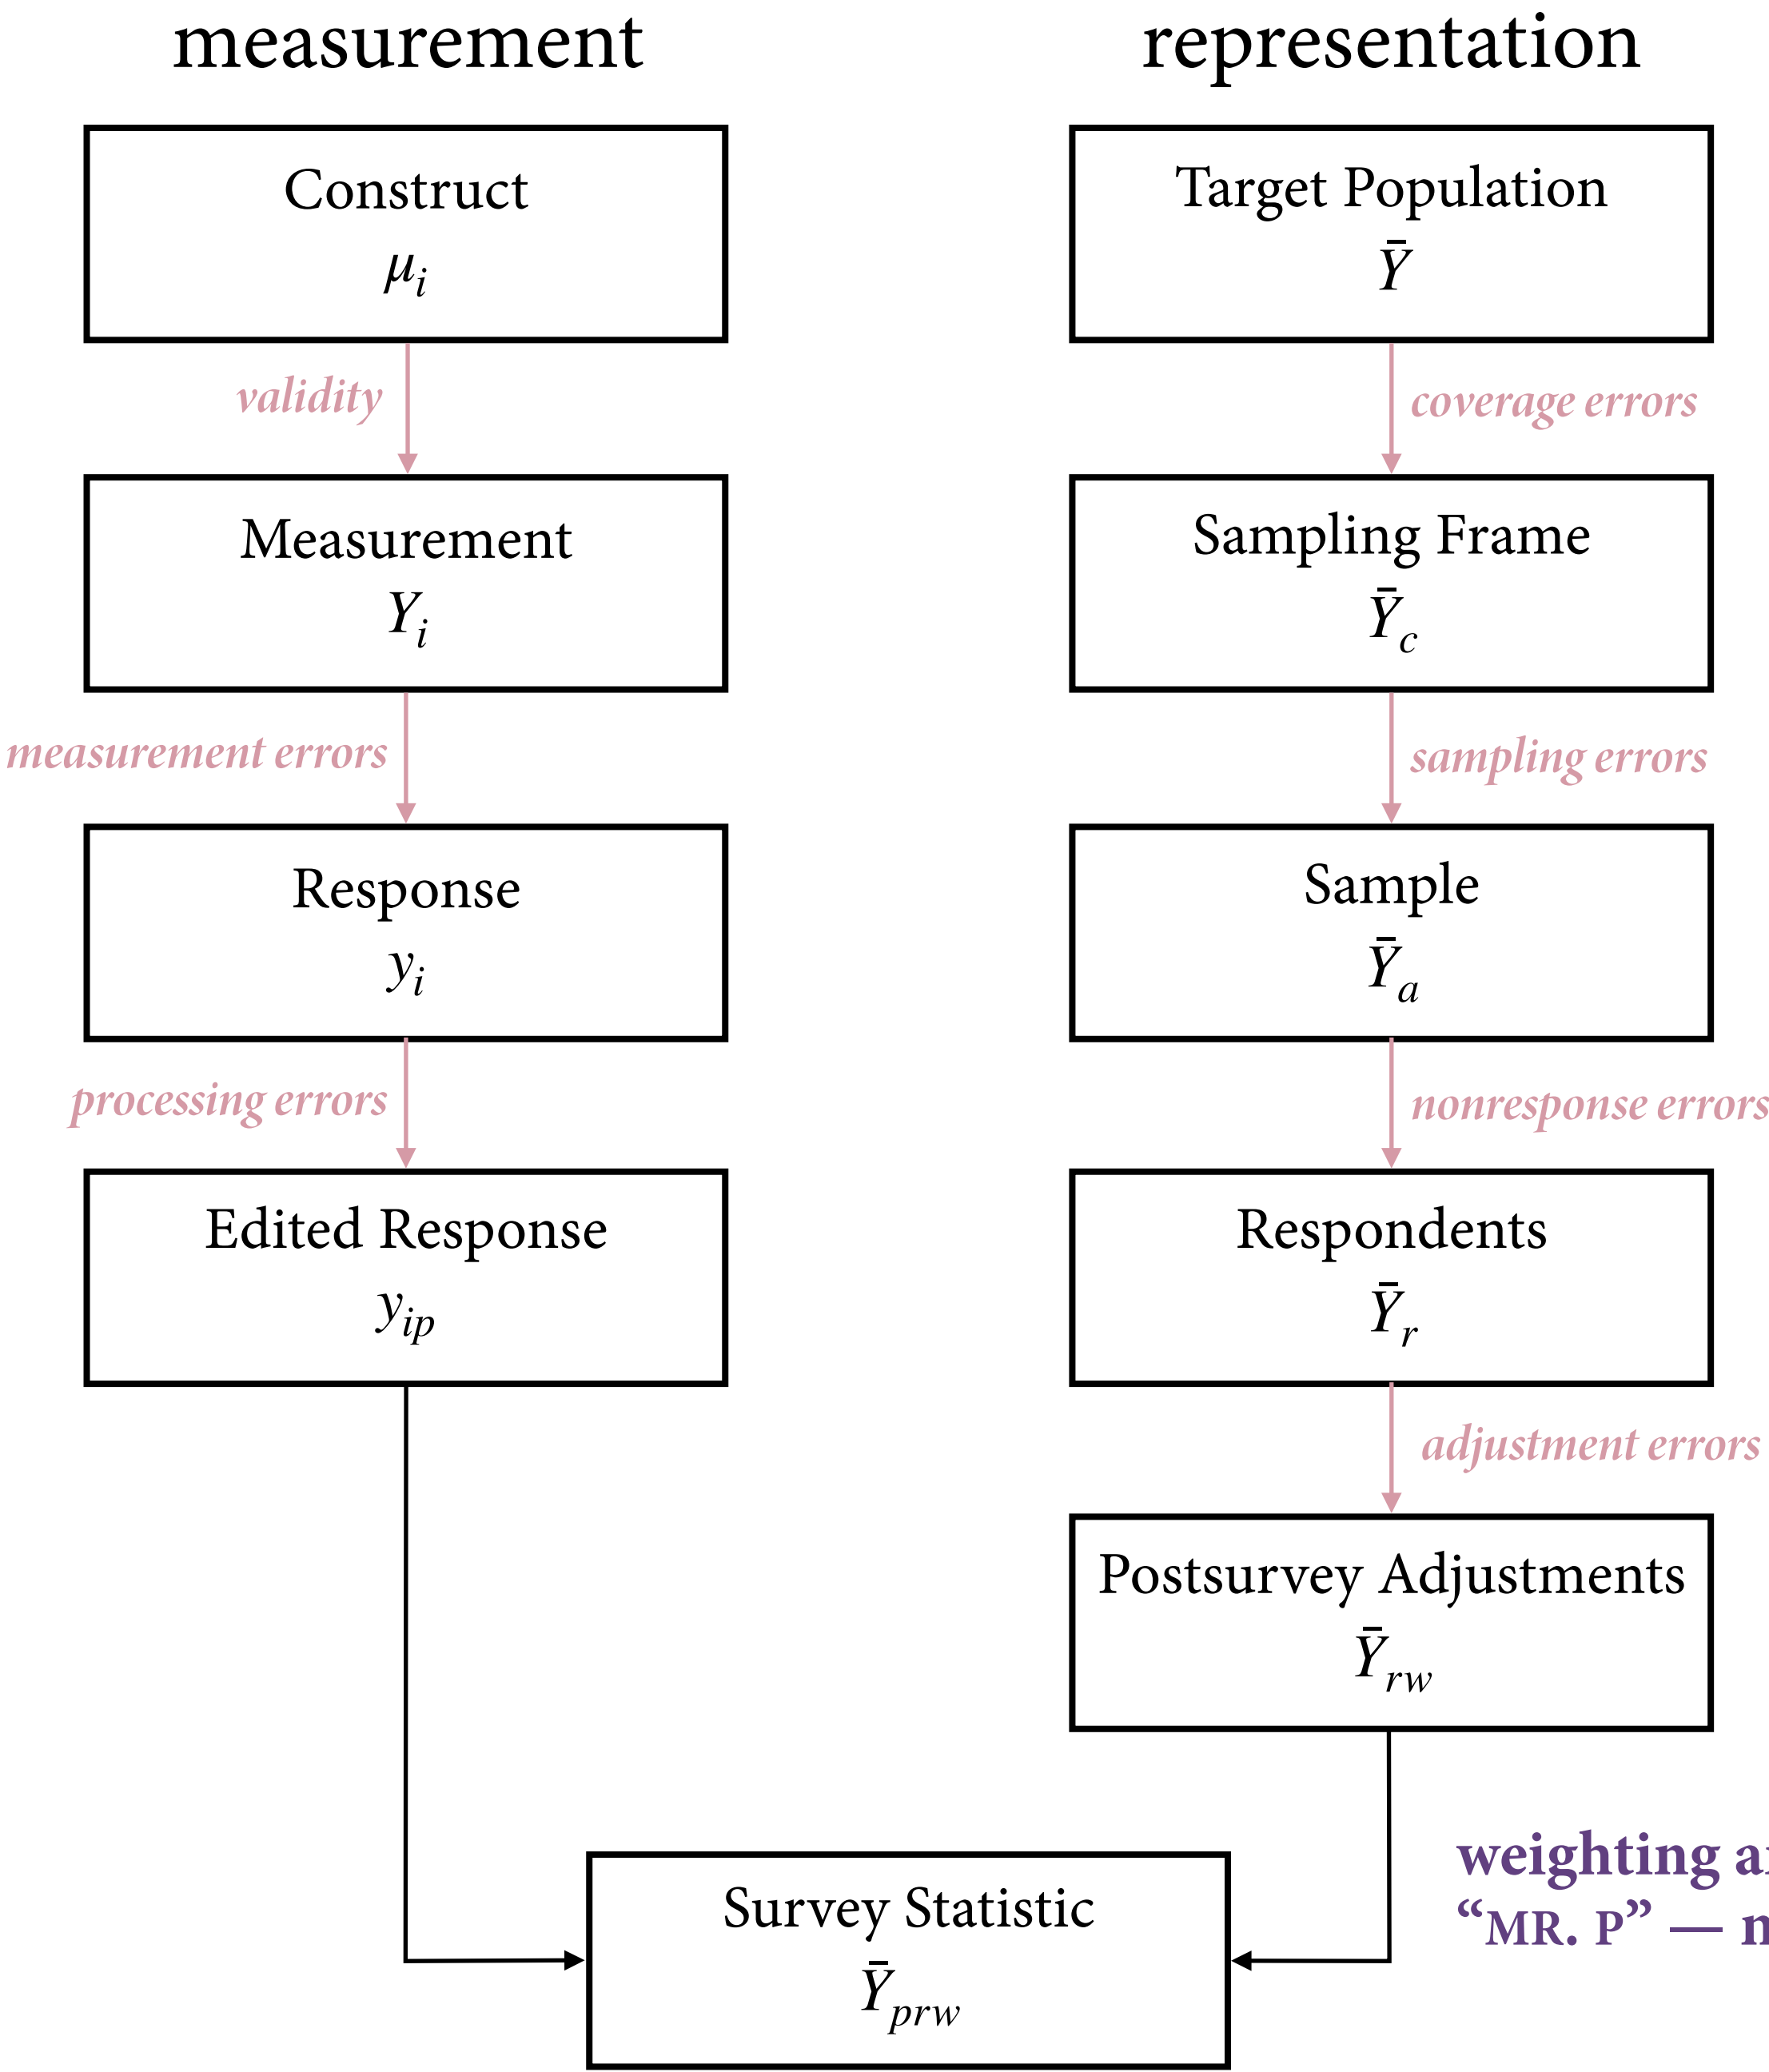 measurement
representation
Construct
μi
validity
Measurement
Yi
measurement errors
Response
yi
processing errors
Edited Response
yip
Target Population
Ȳ
coverage errors
Sampling Frame
Ȳc
sampling errors
Sample
Ȳa
nonresponse errors
Respondents
Ȳr
adjustment errors
Postsurvey Adjustments
Ȳrw
Survey Statistic
Ȳprw
weighting
“MR. P” —